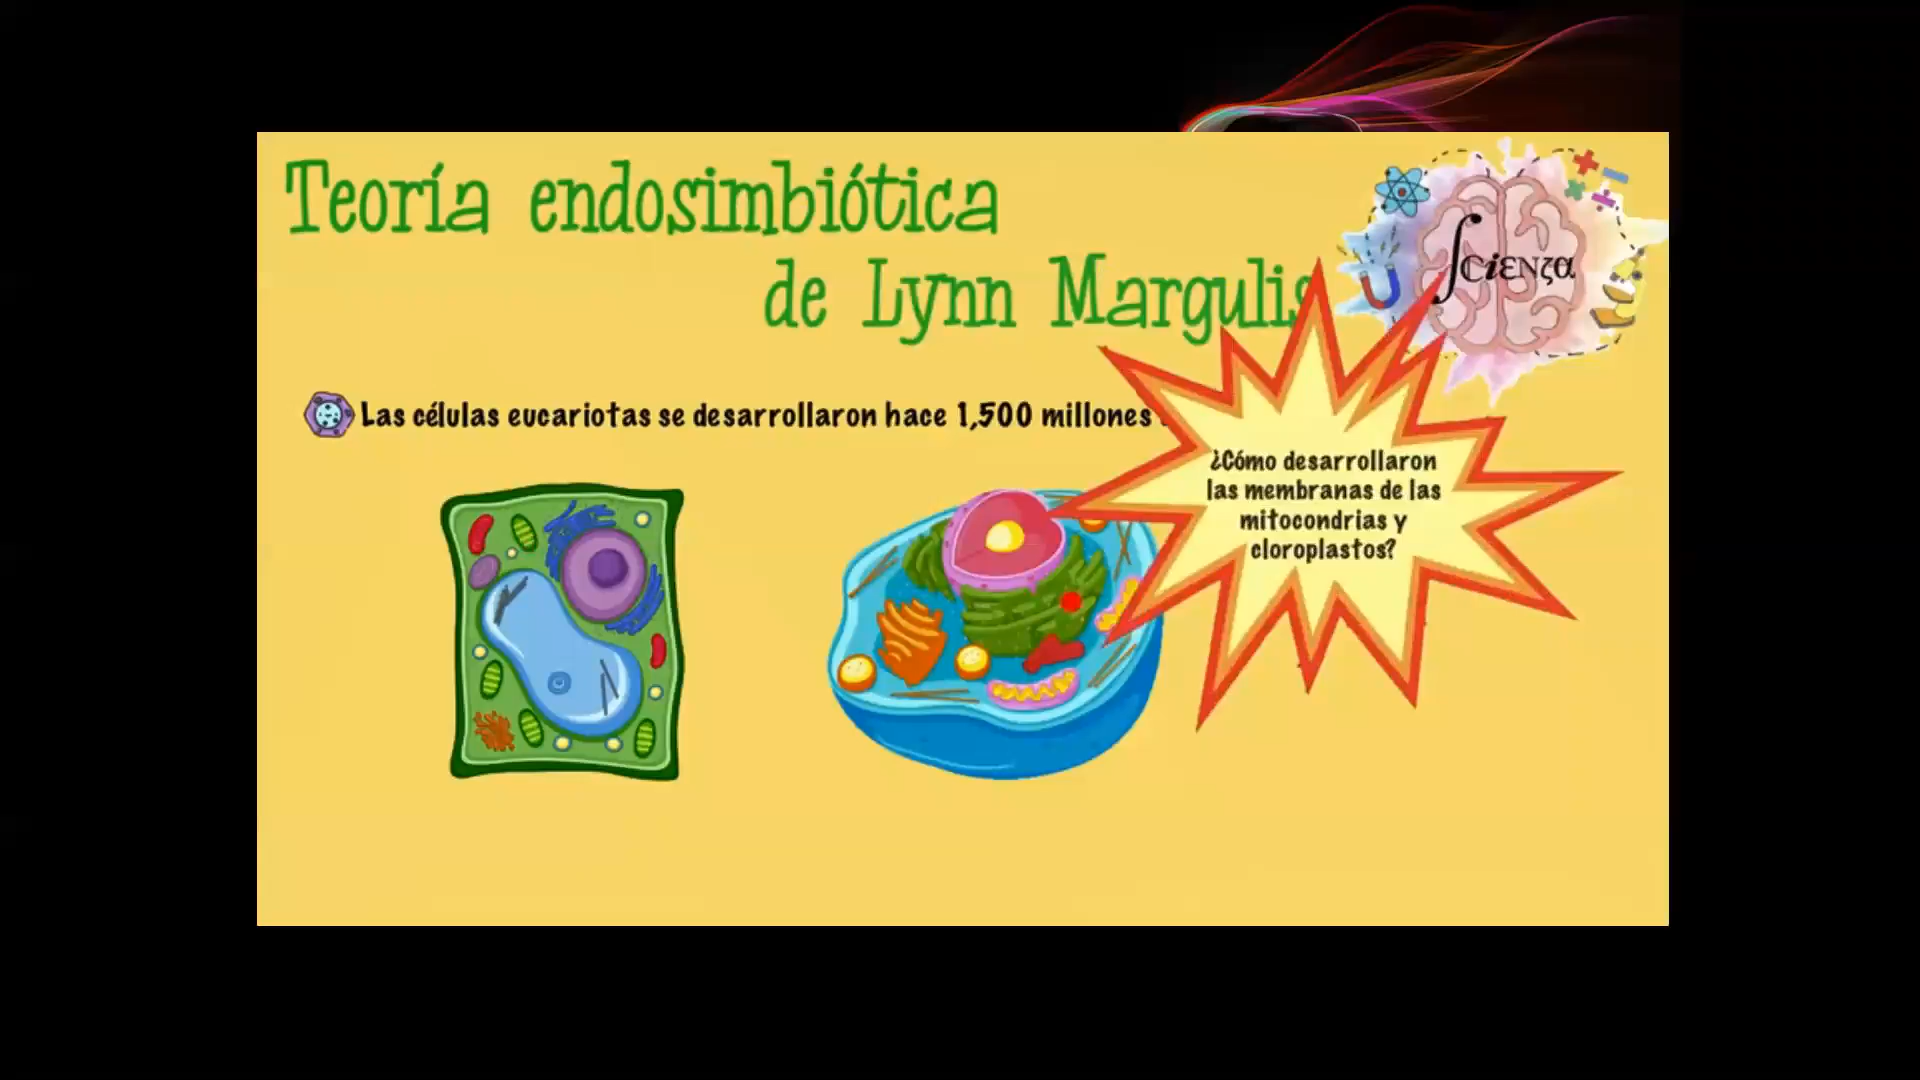 Teoría endosimbiótica
de Lynn Margulis
∫CiENζα
Las células eucariotas se desarrollaron hace 1,500 millones
¿Cómo desarrollaron
las membranas de las
mitocondrias y
cloroplastos?